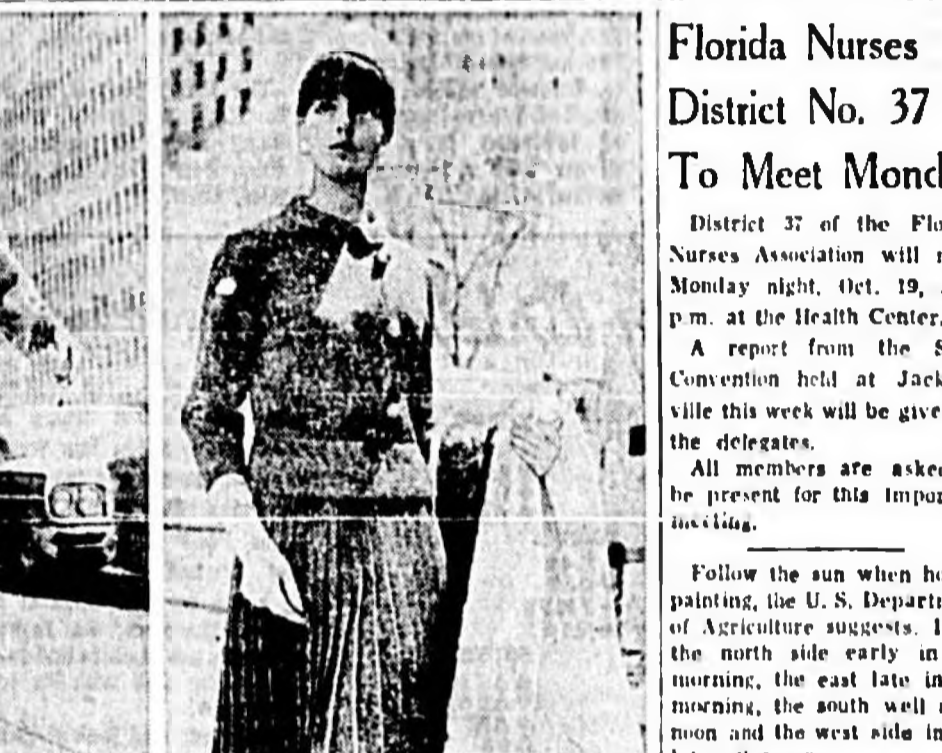 Florida Nurses
District No. 37
To Meet Mond
District 37 of the Flo
Nurses Association will
Monday night, Oct. 19,
p.m. at the Health Center.
A report from the S
Convention held at Jack
ville this week will be give
the delegates.
All members are asked
be present for this impor
meeting.
Follow the sun when ho
painting, the U. S. Departm
of Agriculture suggests.
the north side early in
morning, the east late in
morning, the south well
noon and the west side in